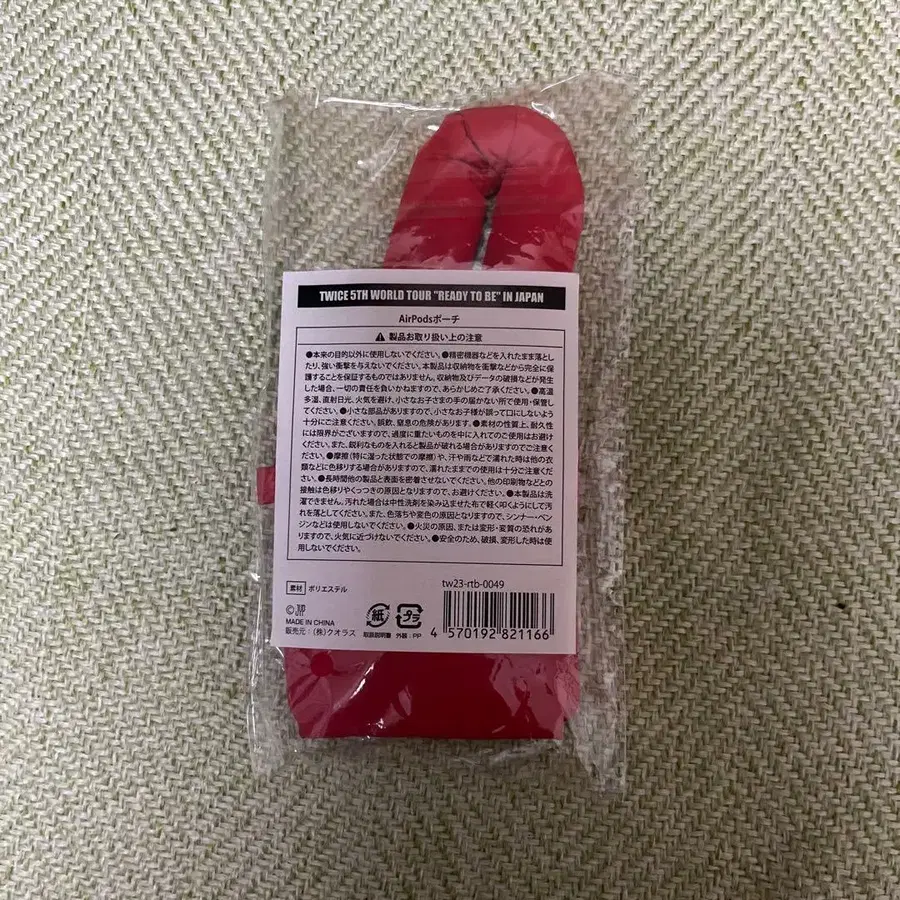 TWICE 5TH WORLD TOUR "READY TO BE" IN JAPAN
AirPodsポーチ
⚠ 製品お取り扱い上の注意
●本来の目的以外に使用しないでください。●精密機器などを入れたまま落とし
たり、強い衝撃を与えないでください。本製品は収納物を衝撃などから完全に保
護することを保証するものではありません。収納物及びデータの破損などが発生
した場合、一切の責任を負いかねますので、あらかじめご了承ください。●高温
多湿、直射日光、火気を避け、小さなお子さまの手の届かない所で使用・保管し
てください。●小さな部品がありますので、小さなお子様が誤って口にしないよう
十分にご注意ください。誤飲、窒息の危険があります。●素材の性質上、耐久性
には限界がございますので、過度に重たいものを中に入れてのご使用はお避け
ください。また、鋭利なものを入れると製品が破れる場合がありますのでご注意くだ
さい。●摩擦(特に湿った状態での摩擦)や、汗や雨などで濡れた時は他の衣
類などに色移りする場合がありますので、濡れたままでの使用は十分ご注意くだ
さい。●長時間他の製品と表面を密着させないでください。他の印刷物などとの
接触は色移りやくっつきの原因となりますので、お避けください。●本製品は洗
濯できません。汚れた場合は中性洗剤を染み込ませた布で軽く叩くようにして汚
れを落としてください。また、色落ちや変色の原因となりますので、シンナー・ベン
ジンなどは使用しないでください。●火災の原因、または変形・変質の恐れがあ
りますので、火気に近づけないでください。●安全のため、破損、変形した時は使
用しないでください。
素材 ポリエステル
tw23-rtb-0049
© JYP
MADE IN CHINA
販売元:(株)クオラス
紙
取扱説明書
プラ
外器:PP
4 570192 821166